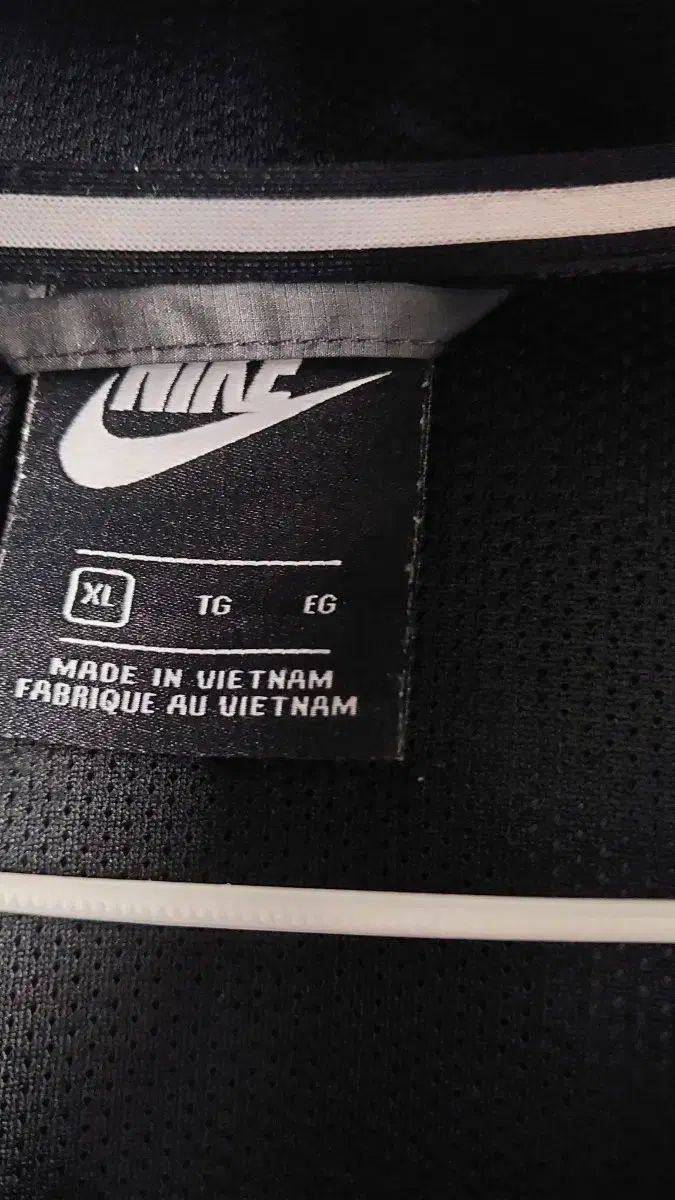 NIKE
XL TG EG
MADE IN VIETNAM
FABRIQUE AU VIETNAM